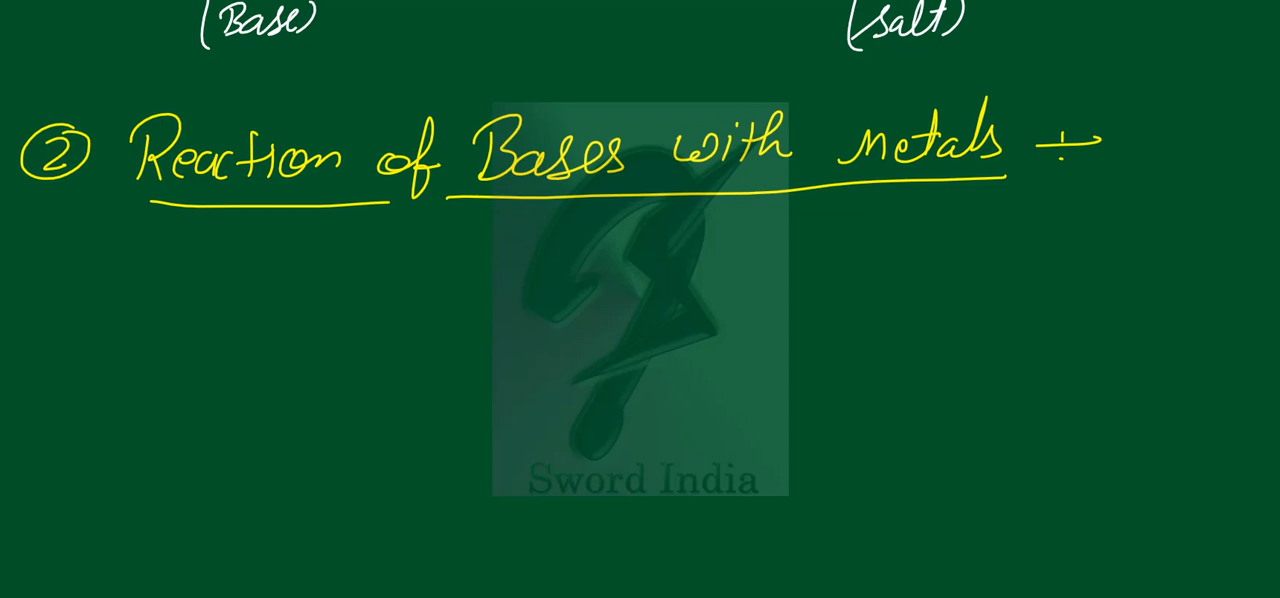 (Base) (Salt)
② Reaction of Bases with metals ÷
Sword India